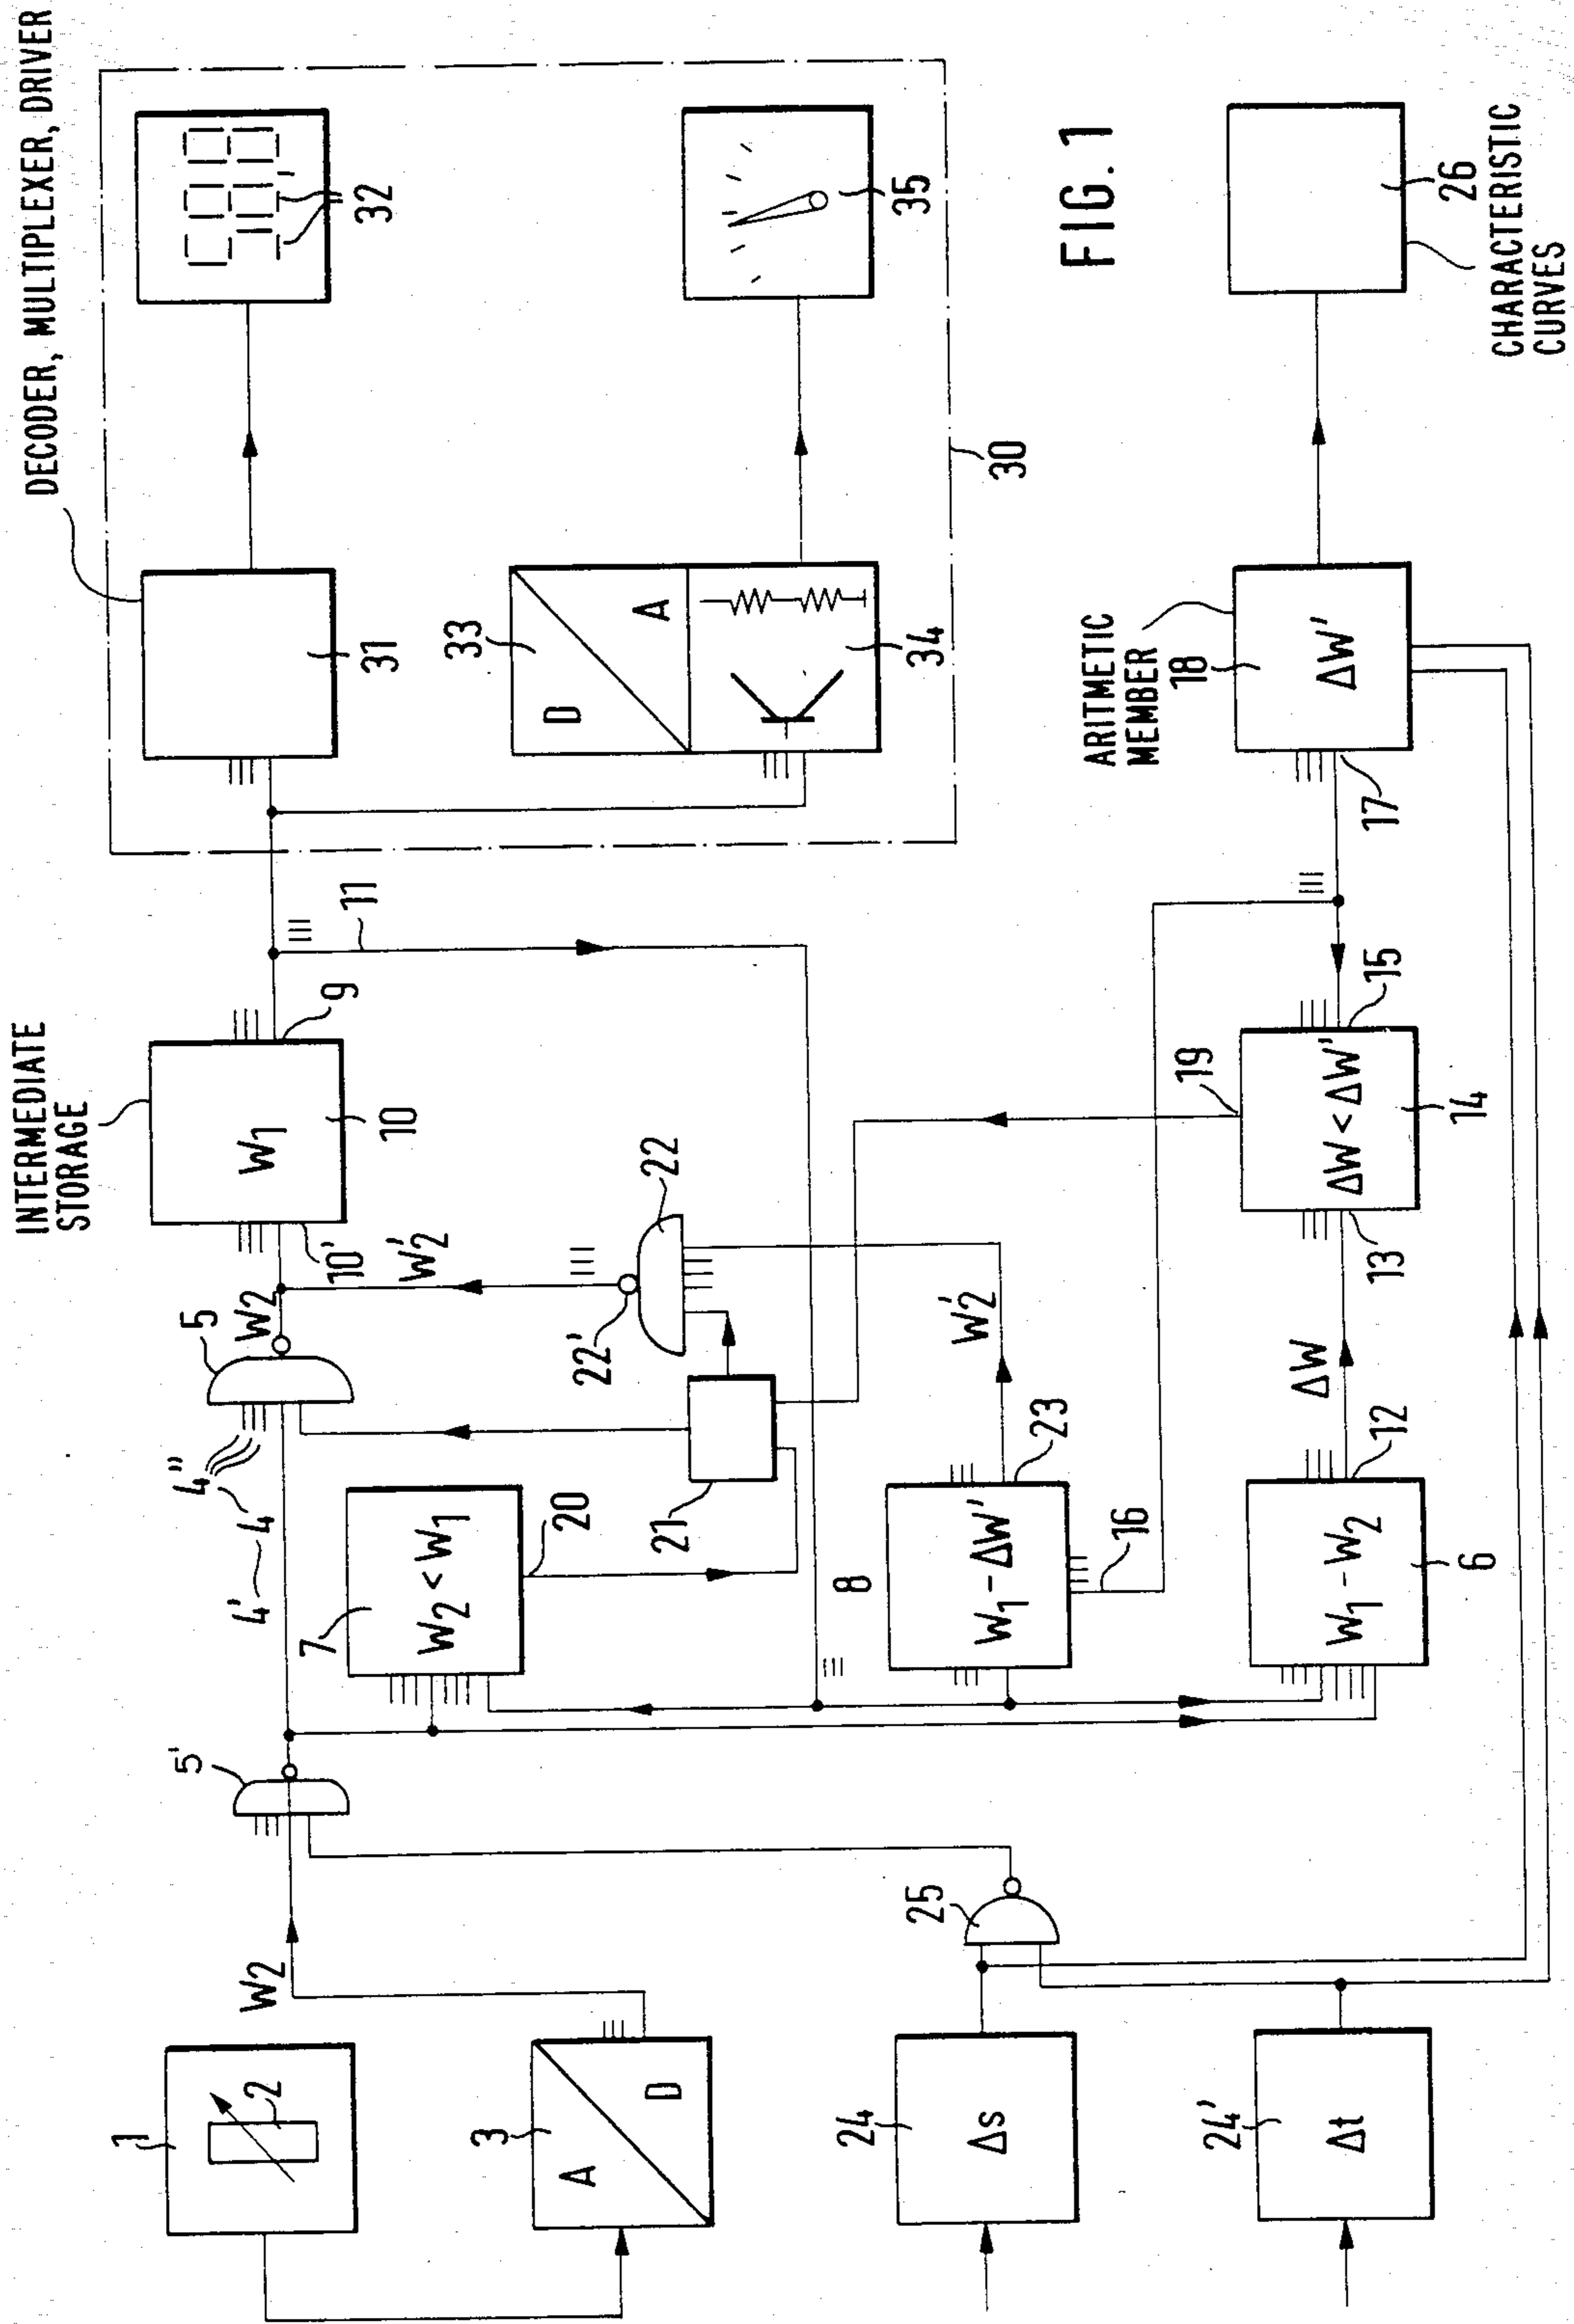 DECODER, MULTIPLEXER, DRIVER
32
35
FIG. 1
26
CHARACTERISTIC
CURVES
30
31
33
D
A
34
ARITMETIC
MEMBER
18
ΔW'
17
11
INTERMEDIATE
STORAGE
W1
10
9
10'
W2
W'2
22
22'
19
ΔW < ΔW'
14
15
13
5
4"
4
4'
7
W2 < W1
20
21
8
W1 - ΔW'
23
W'2
16
ΔW
12
W1 - W2
6
5'
W2
25
1
2
3
A
D
24
Δs
24'
Δt